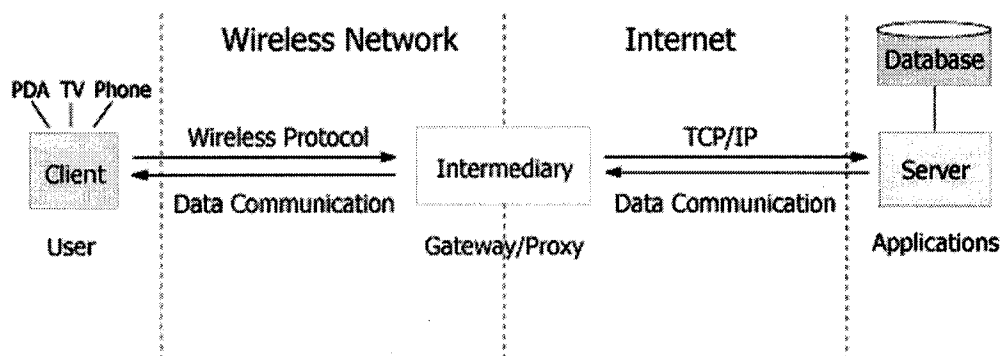 Wireless Network
Internet
Database
PDA TV Phone
Wireless Protocol
TCP/IP
Client
Intermediary
Server
Data Communication
Data Communication
User
Gateway/Proxy
Applications